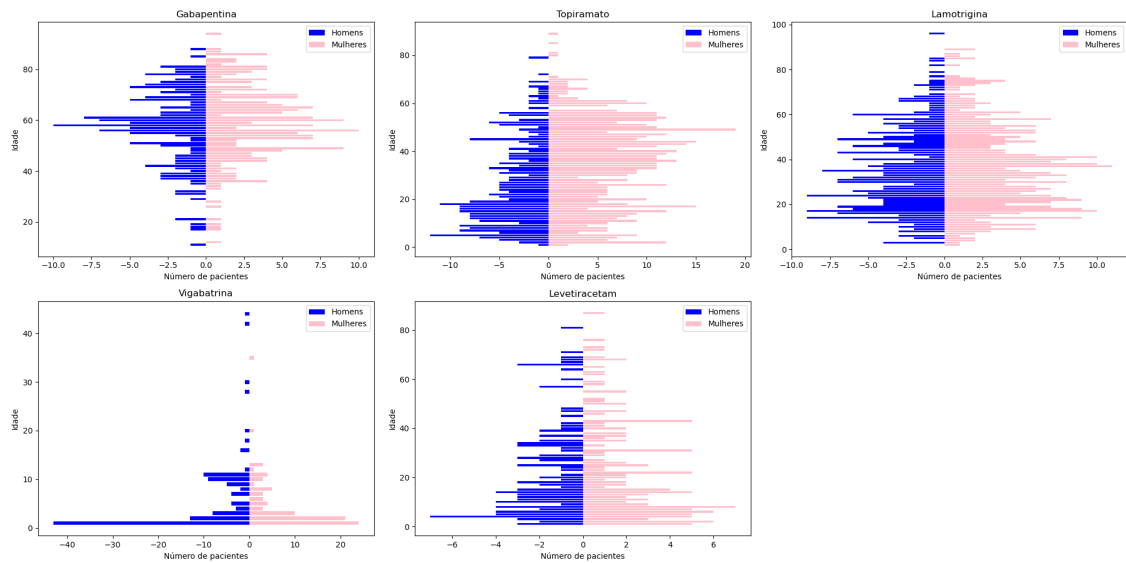 Gabapentina
Homens
Mulheres
Idade
80
60
40
20
−10.0 −7.5 −5.0 −2.5 0.0 2.5 5.0 7.5 10.0
Número de pacientes
Topiramato
Homens
Mulheres
Idade
80
60
40
20
0
−10 −5 0 5 10 15 20
Número de pacientes
Lamotrigina
Homens
Mulheres
Idade
100
80
60
40
20
0
−10.0 −7.5 −5.0 −2.5 0.0 2.5 5.0 7.5 10.0
Número de pacientes
Vigabatrina
Homens
Mulheres
Idade
40
30
20
10
0
−40 −30 −20 −10 0 10 20
Número de pacientes
Levetiracetam
Homens
Mulheres
Idade
80
60
40
20
0
−6 −4 −2 0 2 4 6
Número de pacientes